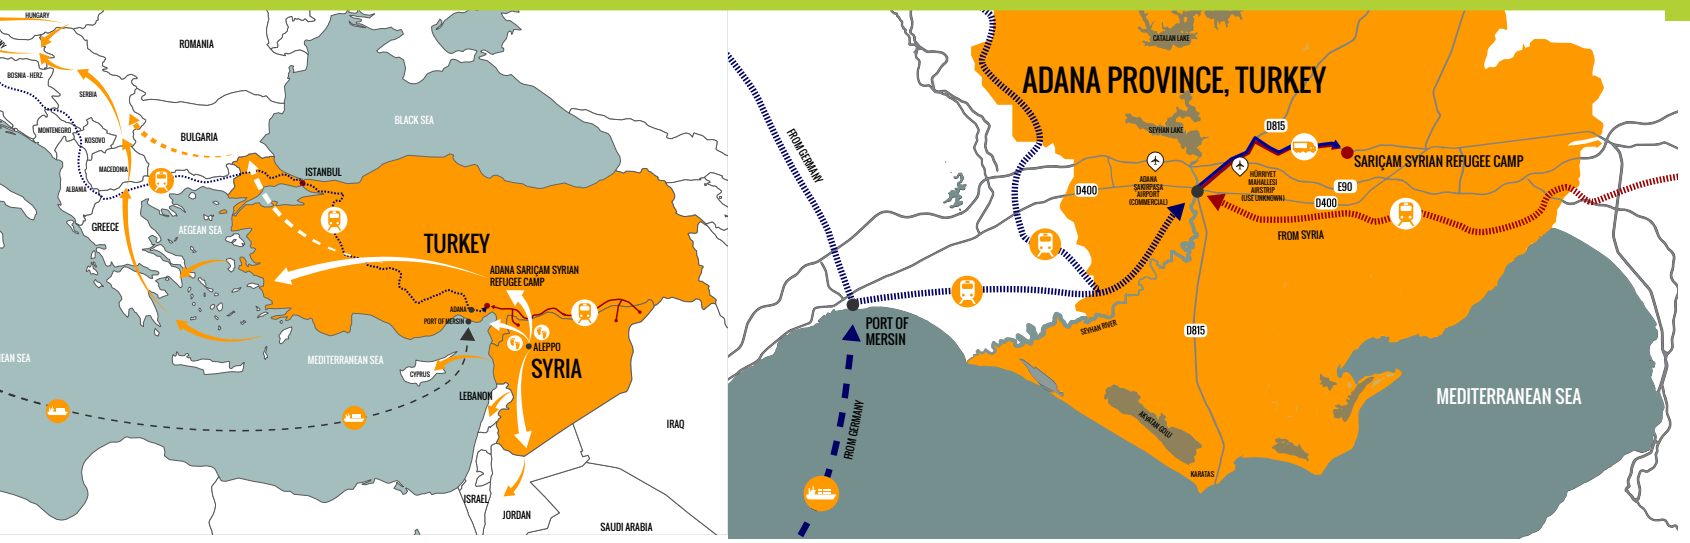 HUNGARY
ROMANIA
BOSNIA - HERZ.
SERBIA
MONTENEGRO
KOSOVO
BULGARIA
MACEDONIA
ALBANIA
GREECE
BLACK SEA
ISTANBUL
AEGEAN SEA
TURKEY
ADANA SARIÇAM SYRIAN
REFUGEE CAMP
ADANA
PORT OF MERSIN
ALEPPO
SYRIA
MEDITERRANEAN SEA
CYPRUS
LEBANON
IRAQ
ISRAEL
JORDAN
SAUDI ARABIA
CATALAN LAKE
ADANA PROVINCE, TURKEY
SEYHAN LAKE
D815
FROM GERMANY
SARIÇAM SYRIAN REFUGEE CAMP
ADANA
ŞAKIRPAŞA
AIRPORT
(COMMERCIAL)
HÜRRIYET
MAHALLESI
AIRSTRIP
(USE UNKNOWN)
D400
E90
D400
FROM SYRIA
PORT OF
MERSIN
SEYHAN RIVER
D815
FROM GERMANY
AKYATAN GOLU
KARATAS
MEDITERRANEAN SEA